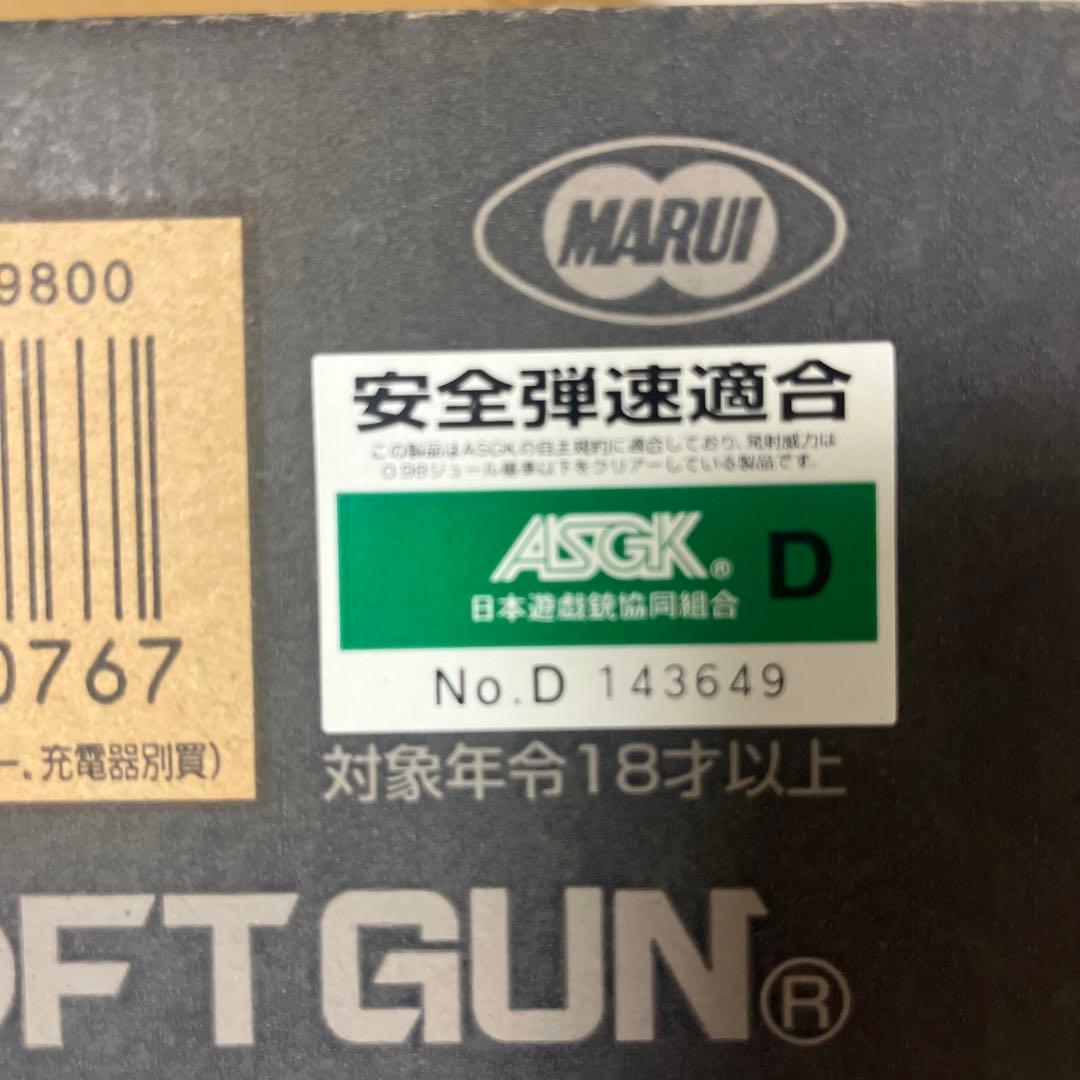 MARUI
9800
安全弾速適合
この製品はASGKの自主規約に適合しており、発射威力は
0.98ジュール基準以下をクリアーしている製品です。
ASGK® D
日本遊戯銃協同組合
0767
No.D 143649
ー、充電器別買)
対象年令18才以上
OFTGUN®